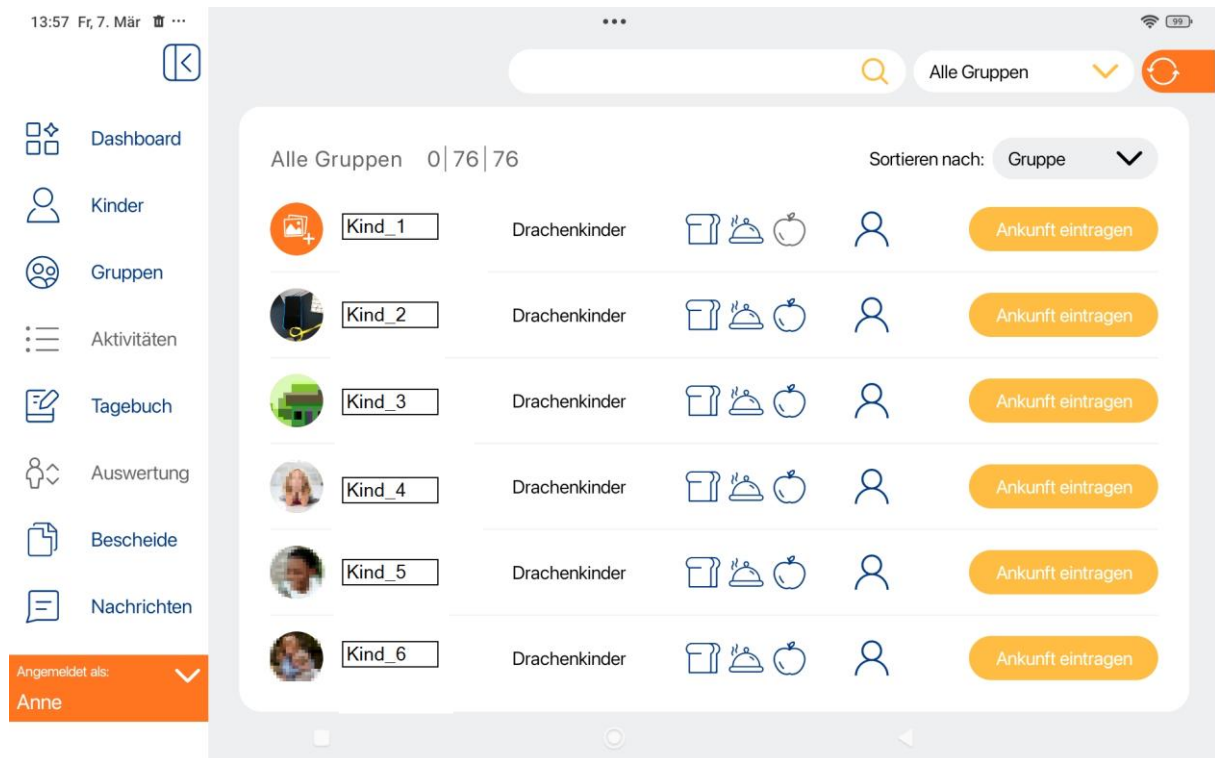 13:57 Fr, 7. Mär
99
Alle Gruppen
Dashboard
Kinder
Gruppen
Aktivitäten
Tagebuch
Auswertung
Bescheide
Nachrichten
Angemeldet als:
Anne
Alle Gruppen 0|76|76
Sortieren nach: Gruppe
Kind_1 Drachenkinder Ankunft eintragen
Kind_2 Drachenkinder Ankunft eintragen
Kind_3 Drachenkinder Ankunft eintragen
Kind_4 Drachenkinder Ankunft eintragen
Kind_5 Drachenkinder Ankunft eintragen
Kind_6 Drachenkinder Ankunft eintragen